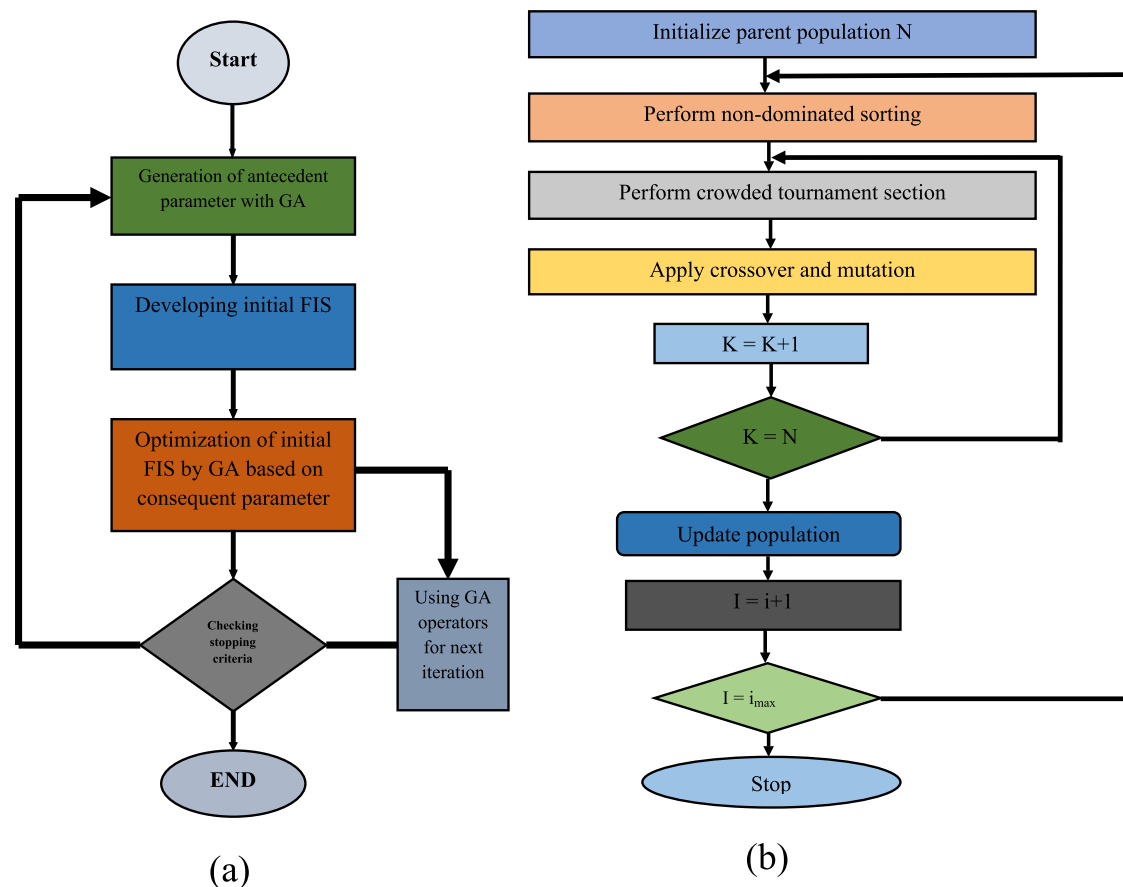 Start
Generation of antecedent
parameter with GA
Developing initial FIS
Optimization of initial
FIS by GA based on
consequent parameter
Checking
stopping
criteria
Using GA
operators
for next
iteration
END
(a)
Initialize parent population N
Perform non-dominated sorting
Perform crowded tournament section
Apply crossover and mutation
K = K+1
K = N
Update population
I = i+1
I = imax
Stop
(b)